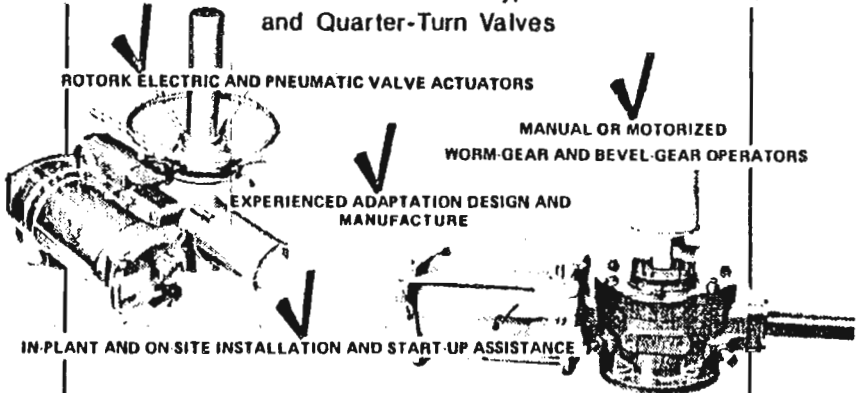 and Quarter-Turn Valves
ROTORK ELECTRIC AND PNEUMATIC VALVE ACTUATORS
MANUAL OR MOTORIZED
WORM-GEAR AND BEVEL-GEAR OPERATORS
EXPERIENCED ADAPTATION DESIGN AND
MANUFACTURE
IN-PLANT AND ON-SITE INSTALLATION AND START-UP ASSISTANCE